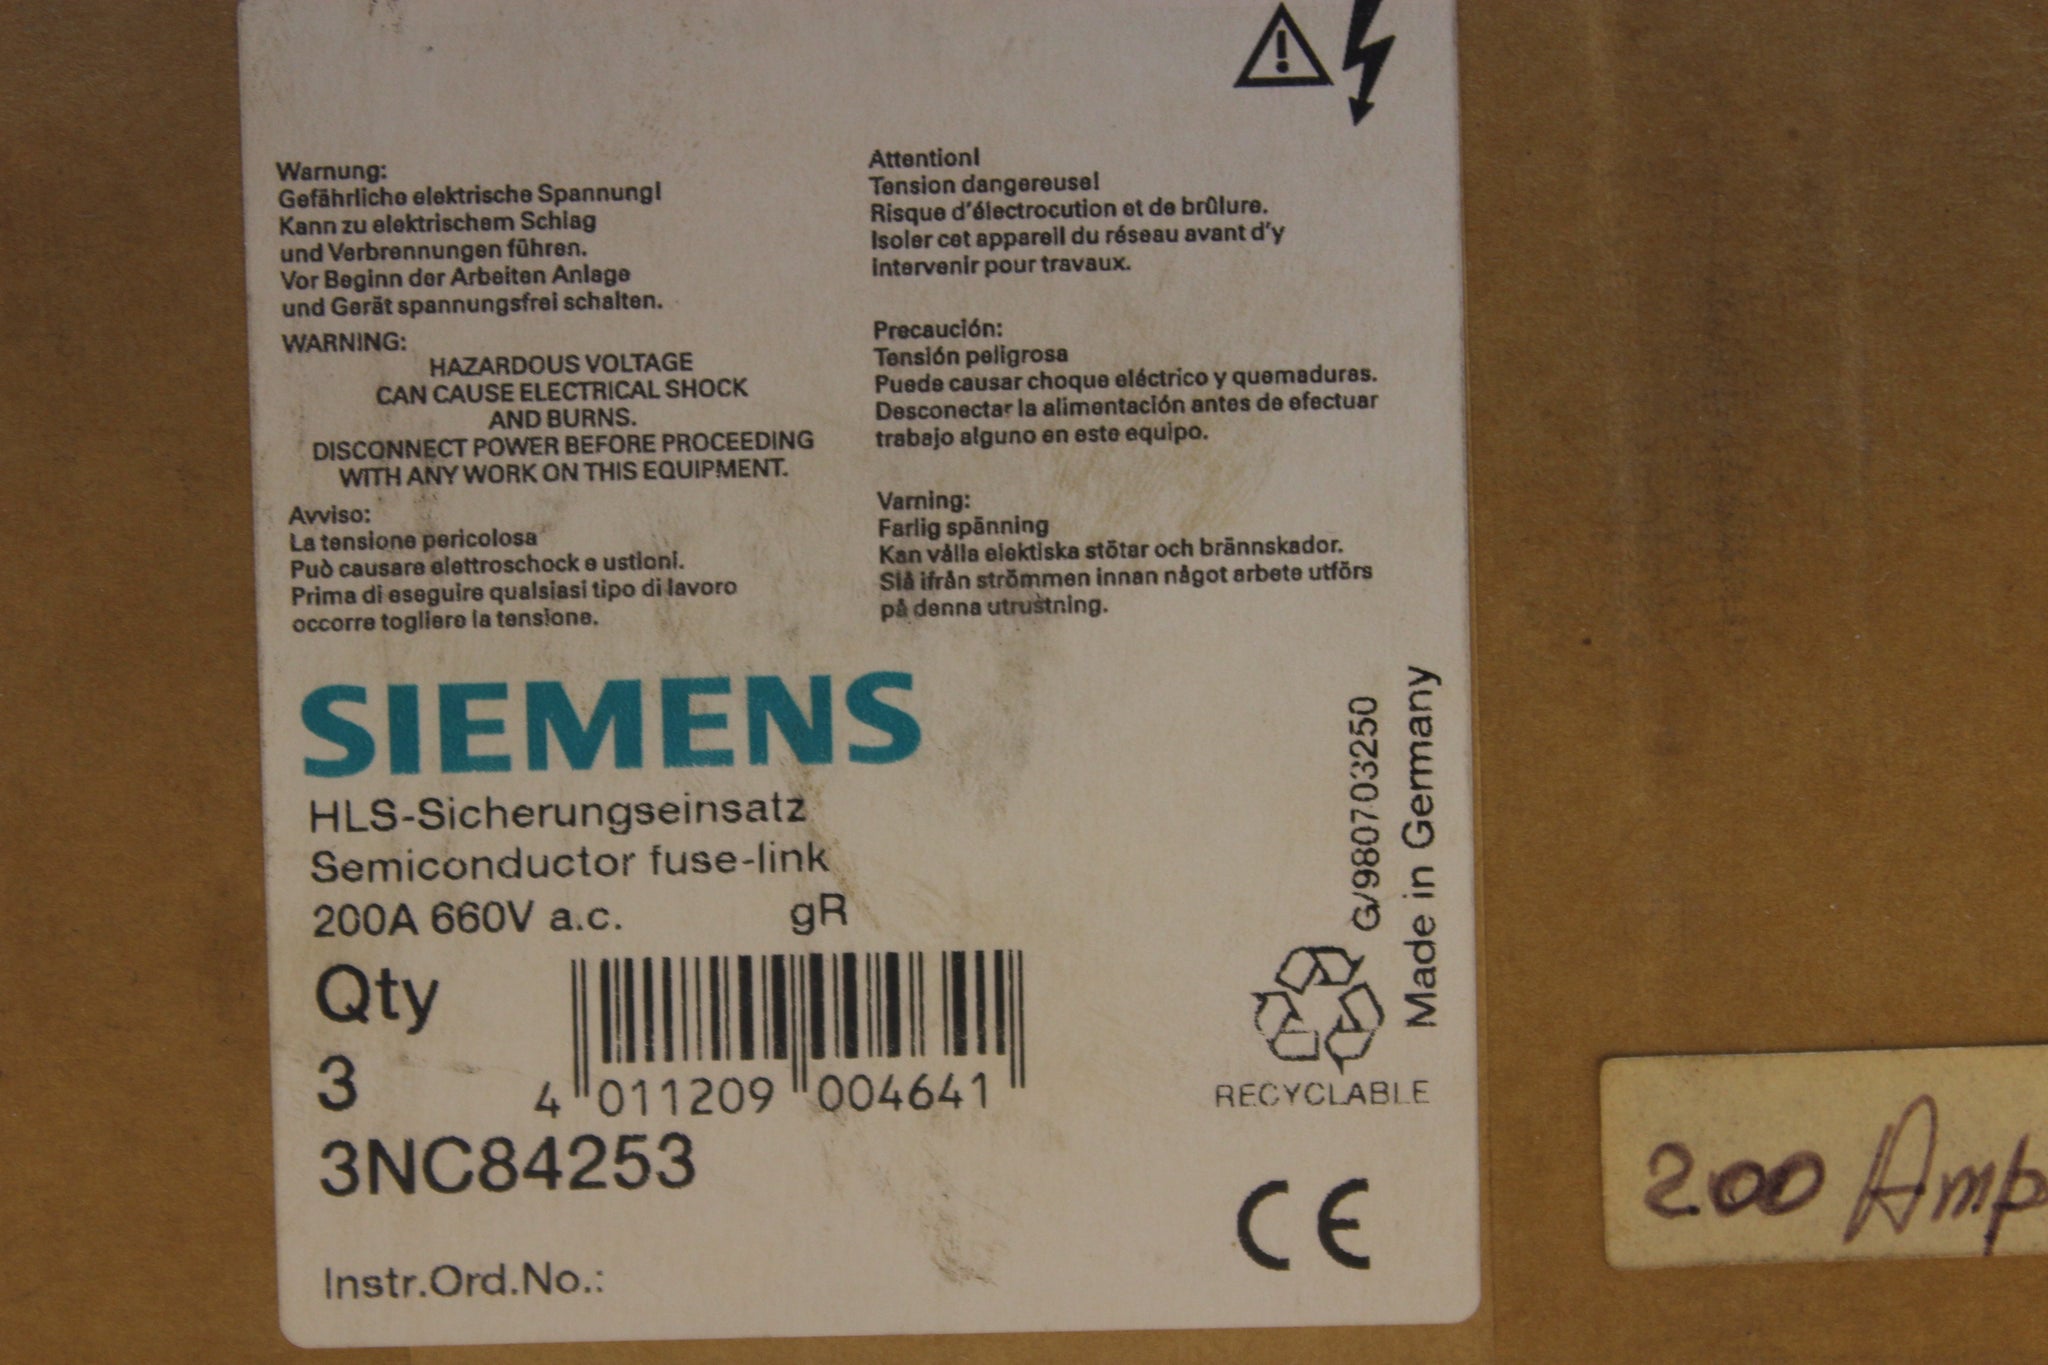 Warnung:
Gefährliche elektrische Spannung!
Kann zu elektrischem Schlag
und Verbrennungen führen.
Vor Beginn der Arbeiten Anlage
und Gerät spannungsfrei schalten.
WARNING:
HAZARDOUS VOLTAGE
CAN CAUSE ELECTRICAL SHOCK
AND BURNS.
DISCONNECT POWER BEFORE PROCEEDING
WITH ANY WORK ON THIS EQUIPMENT.
Avviso:
La tensione pericolosa
Può causare elettroschock e ustioni.
Prima di eseguire qualsiasi tipo di lavoro
occorre togliere la tensione.
Attention!
Tension dangereuse!
Risque d'électrocution et de brûlure.
Isoler cet appareil du réseau avant d'y
intervenir pour travaux.
Precaución:
Tensión peligrosa
Puede causar choque eléctrico y quemaduras.
Desconectar la alimentación antes de efectuar
trabajo alguno en este equipo.
Varning:
Farlig spänning
Kan vålla elektiska stötar och brännskador.
Slå ifrån strömmen innan något arbete utförs
på denna utrustning.
SIEMENS
HLS-Sicherungseinsatz
Semiconductor fuse-link
200A 660V a.c. gR
Qty
3
4 011209 004641
3NC84253
Instr.Ord.No.:
G/9807703250
Made in Germany
RECYCLABLE
CE
200 Amp